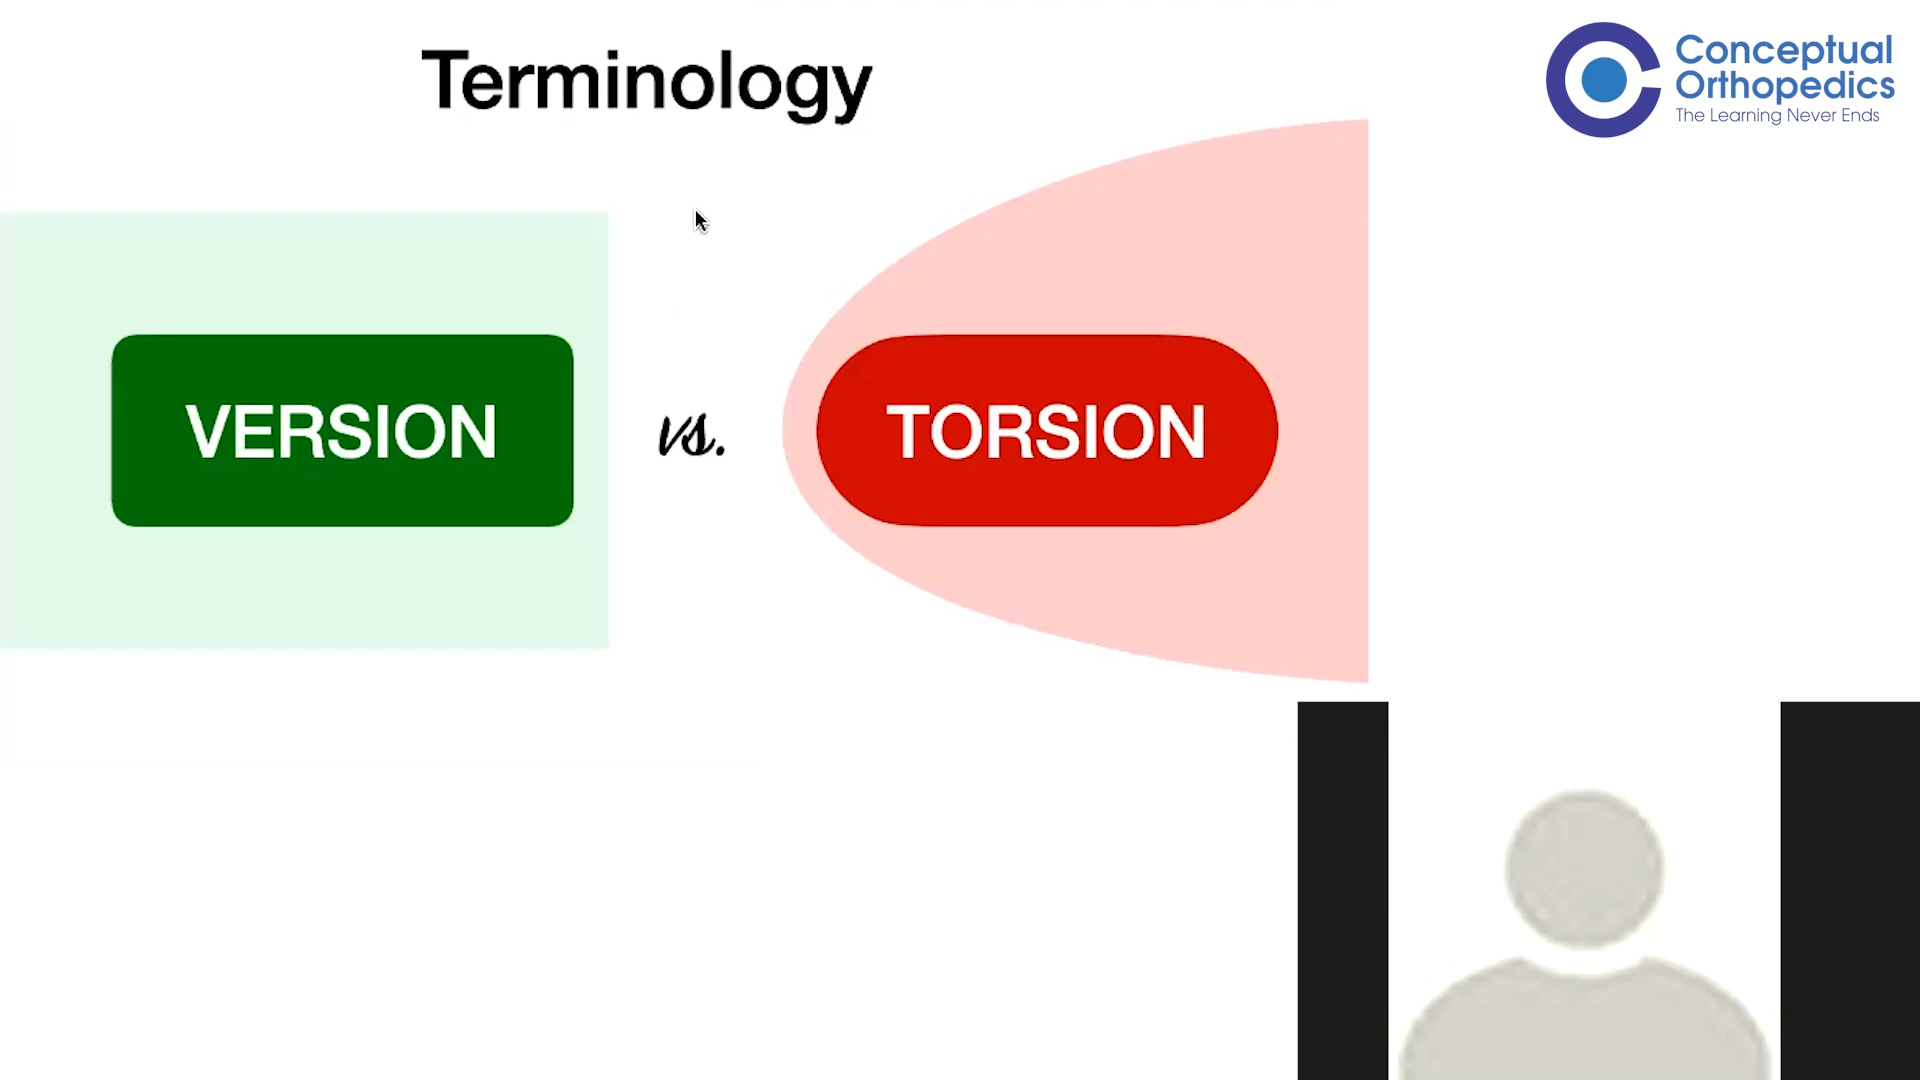 Terminology
Conceptual
Orthopedics
The Learning Never Ends
VERSION
vs.
TORSION